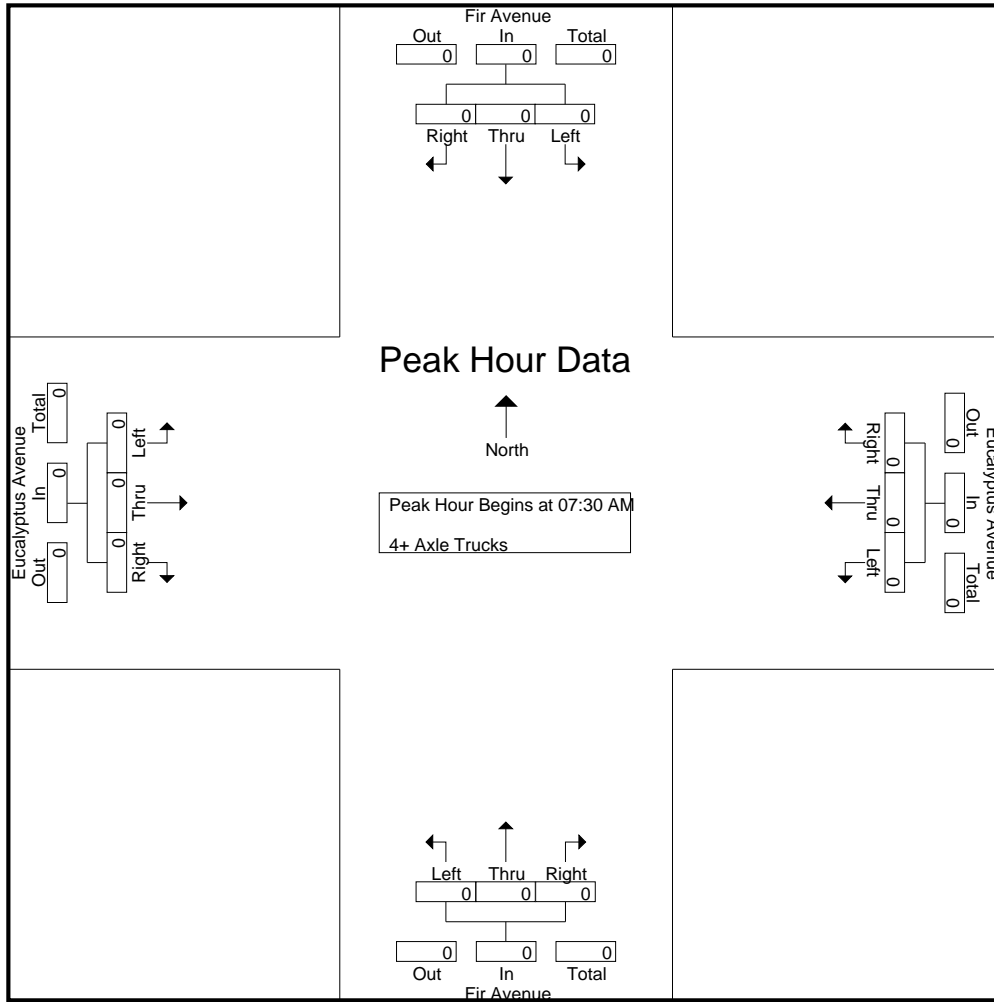 Fir Avenue
Out In Total
0 0 0
0 0 0
Right Thru Left
Peak Hour Data
North
Peak Hour Begins at 07:30 AM
4+ Axle Trucks
Eucalyptus Avenue
Total In Out
0 0 0
0 0 0
Left Thru Right
Eucalyptus Avenue
Out In Total
0 0 0
0 0 0
Right Thru Left
Left Thru Right
0 0 0
0 0 0
Out In Total
Fir Avenue